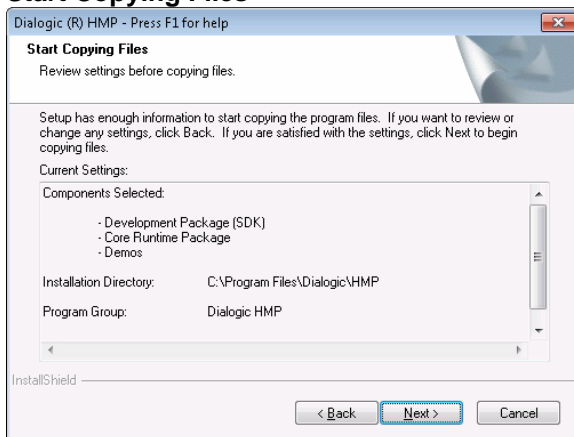 Start Copying Files
Dialogic (R) HMP - Press F1 for help
Start Copying Files
Review settings before copying files.
Setup has enough information to start copying the program files. If you want to review or
change any settings, click Back. If you are satisfied with the settings, click Next to begin
copying files.
Current Settings:
Components Selected:
- Development Package (SDK)
- Core Runtime Package
- Demos
Installation Directory: C:\Program Files\Dialogic\HMP
Program Group: Dialogic HMP
InstallShield
< Back Next > Cancel